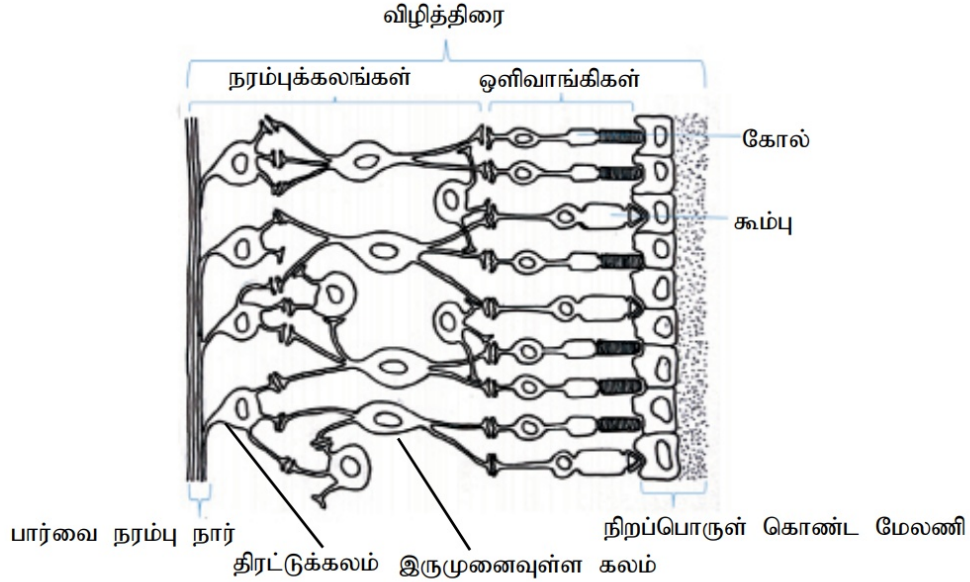 விழித்திரை
நரம்புக்கலங்கள்
ஒளிவாங்கிகள்
கோல்
கூம்பு
பார்வை நரம்பு நார்
நிறப்பொருள் கொண்ட மேலணி
திரட்டுக்கலம்
இருமுனைவுள்ள கலம்